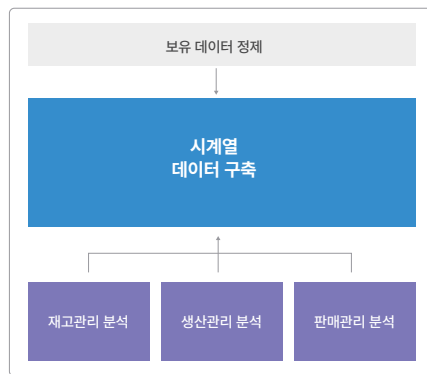 보유 데이터 정제
시계열
데이터 구축
재고관리 분석
생산관리 분석
판매관리 분석